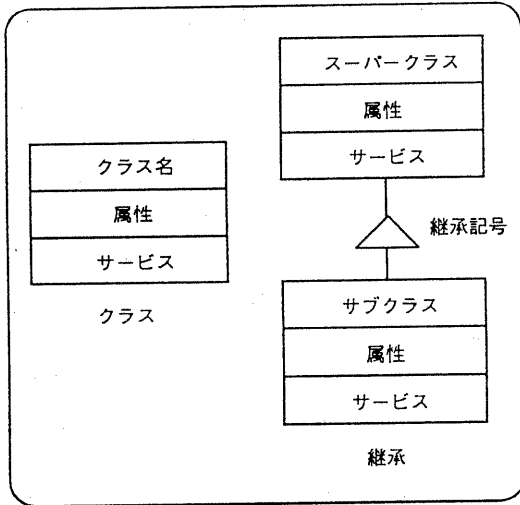 クラス名
属性
サービス
クラス
スーパークラス
属性
サービス
継承記号
サブクラス
属性
サービス
継承